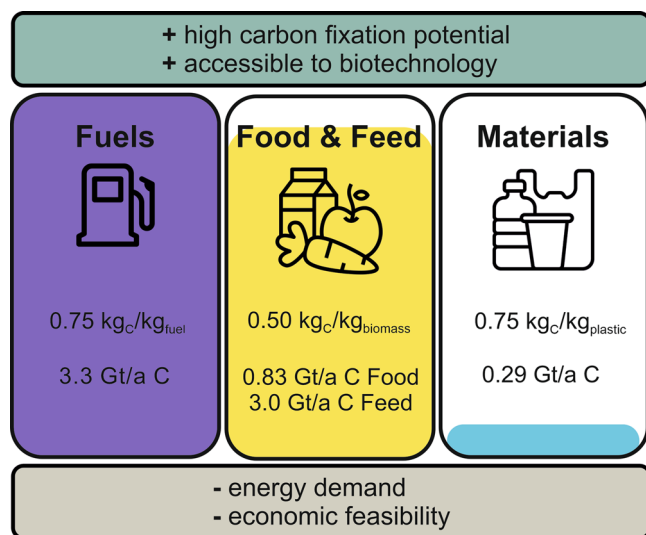 + high carbon fixation potential
+ accessible to biotechnology
Fuels
0.75 kgC/kgfuel
3.3 Gt/a C
Food & Feed
0.50 kgC/kgbiomass
0.83 Gt/a C Food
3.0 Gt/a C Feed
Materials
0.75 kgC/kgplastic
0.29 Gt/a C
- energy demand
- economic feasibility